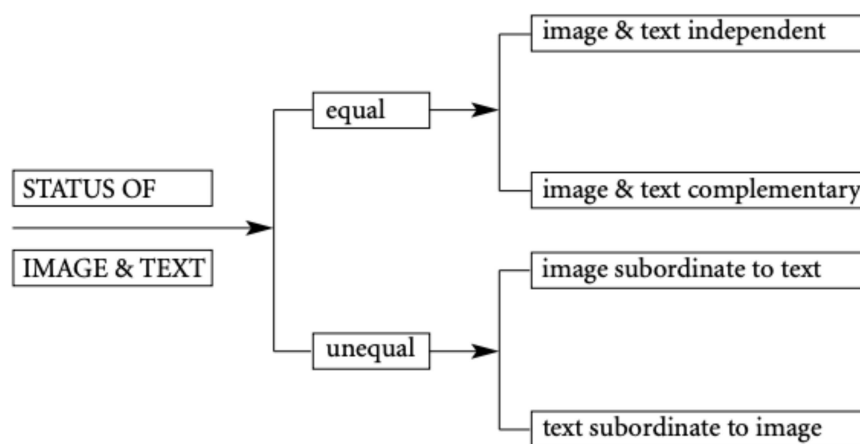 image & text independent
equal
image & text complementary
STATUS OF
IMAGE & TEXT
image subordinate to text
unequal
text subordinate to image